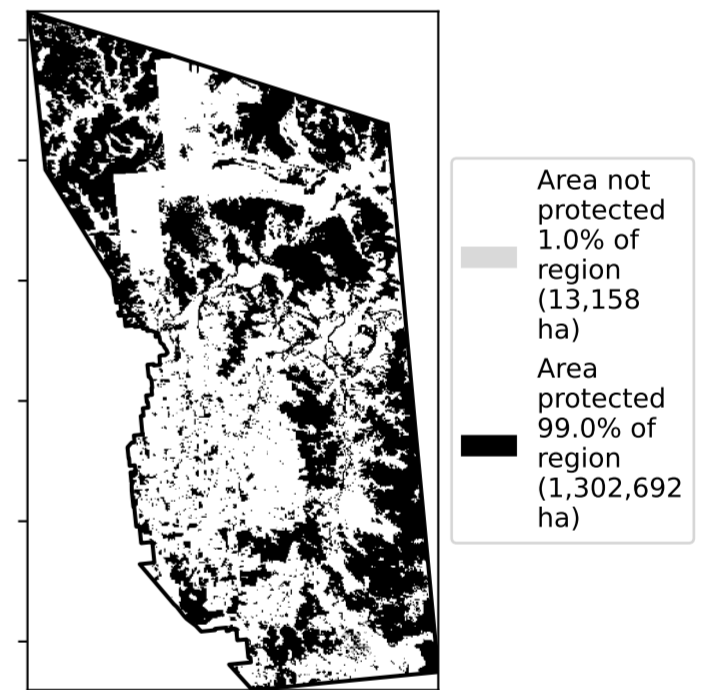 Area not
protected
1.0% of
region
(13,158
ha)
Area
protected
99.0% of
region
(1,302,692
ha)